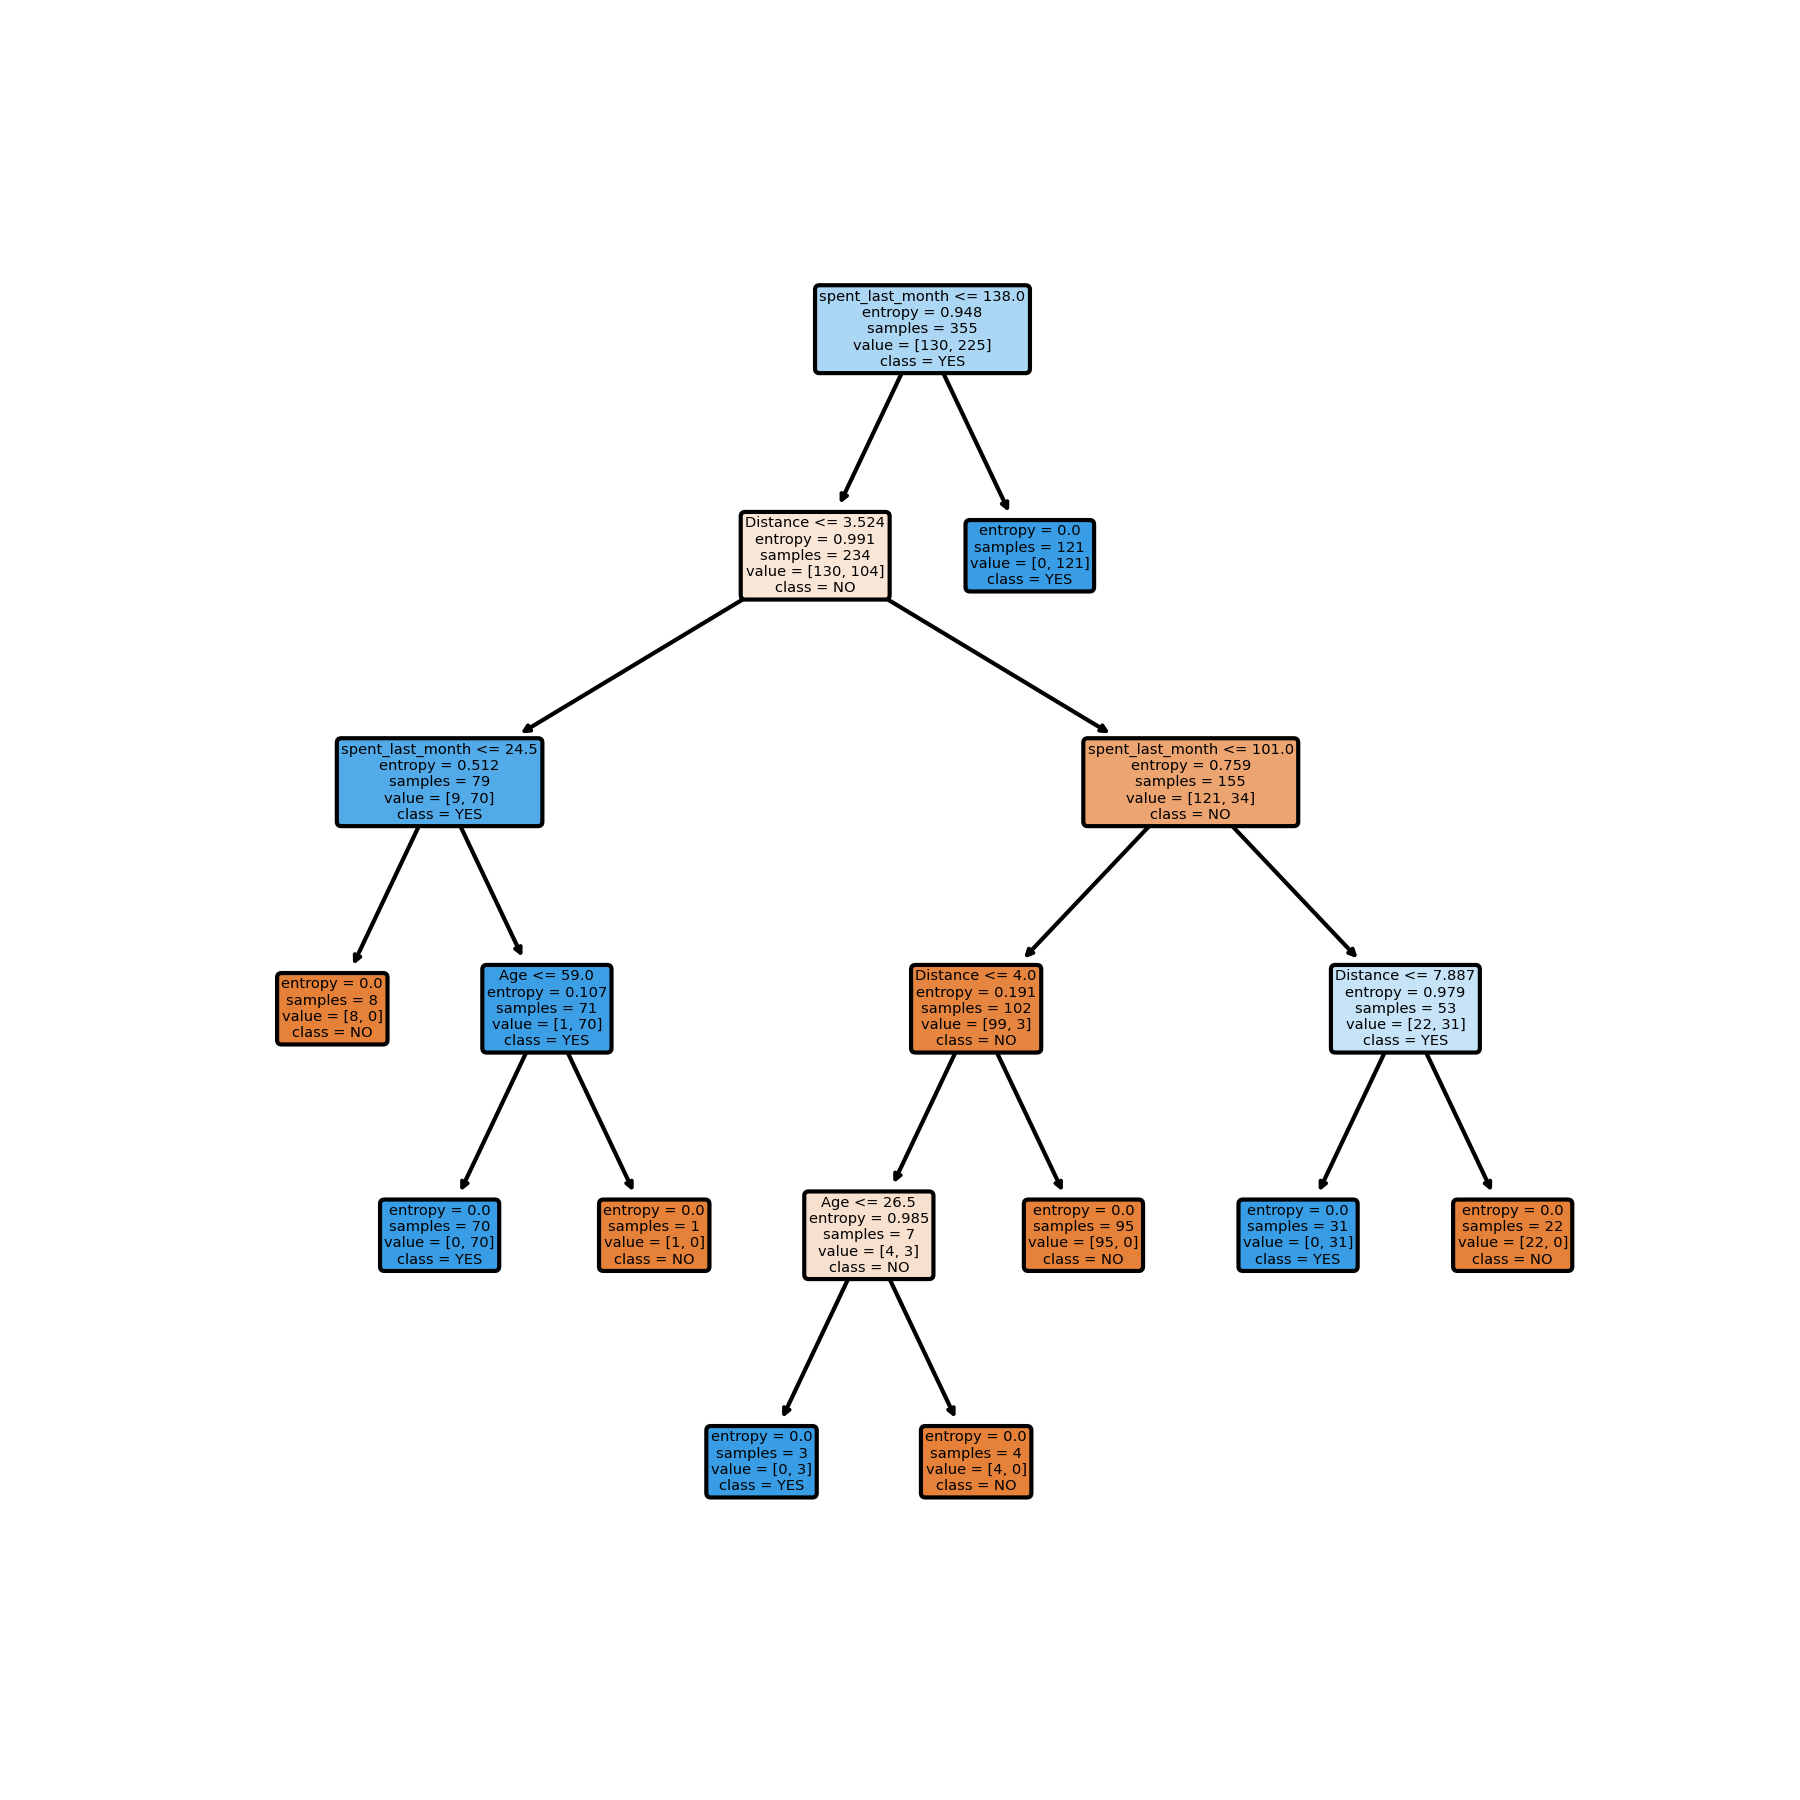 spent_last_month <= 138.0
entropy = 0.948
samples = 355
value = [130, 225]
class = YES
Distance <= 3.524
entropy = 0.991
samples = 234
value = [130, 104]
class = NO
entropy = 0.0
samples = 121
value = [0, 121]
class = YES
spent_last_month <= 24.5
entropy = 0.512
samples = 79
value = [9, 70]
class = YES
spent_last_month <= 101.0
entropy = 0.759
samples = 155
value = [121, 34]
class = NO
entropy = 0.0
samples = 8
value = [8, 0]
class = NO
Age <= 59.0
entropy = 0.107
samples = 71
value = [1, 70]
class = YES
Distance <= 4.0
entropy = 0.191
samples = 102
value = [99, 3]
class = NO
Distance <= 7.887
entropy = 0.979
samples = 53
value = [22, 31]
class = YES
entropy = 0.0
samples = 70
value = [0, 70]
class = YES
entropy = 0.0
samples = 1
value = [1, 0]
class = NO
Age <= 26.5
entropy = 0.985
samples = 7
value = [4, 3]
class = NO
entropy = 0.0
samples = 95
value = [95, 0]
class = NO
entropy = 0.0
samples = 31
value = [0, 31]
class = YES
entropy = 0.0
samples = 22
value = [22, 0]
class = NO
entropy = 0.0
samples = 3
value = [0, 3]
class = YES
entropy = 0.0
samples = 4
value = [4, 0]
class = NO